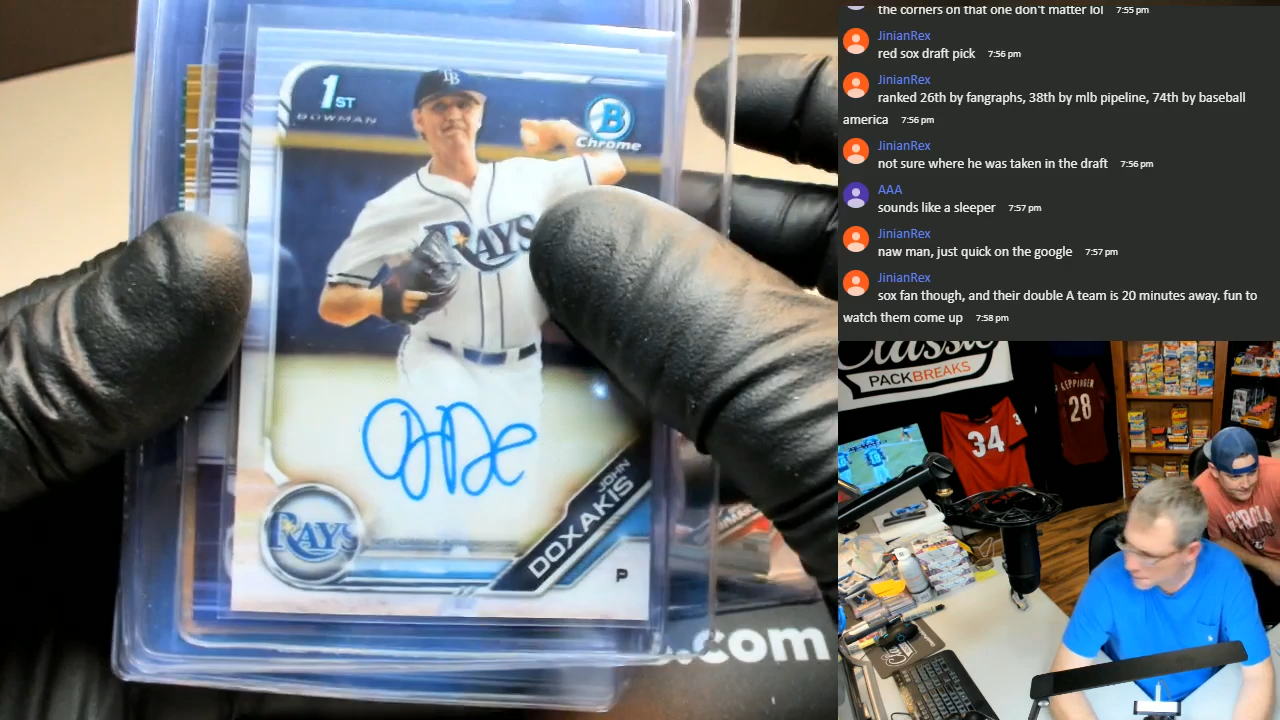 1ST
BOWMAN
TB
B
Chrome
RAYS
JOHN
DOXAKIS
RAYS
P
.com
the corners on that one don't matter lol 7:55 pm
JinianRex
red sox draft pick 7:56 pm
JinianRex
ranked 26th by fangraphs, 38th by mlb pipeline, 74th by baseball
america 7:56 pm
JinianRex
not sure where he was taken in the draft 7:56 pm
AAA
sounds like a sleeper 7:57 pm
JinianRex
naw man, just quick on the google 7:57 pm
JinianRex
sox fan though, and their double A team is 20 minutes away. fun to
watch them come up 7:58 pm
Classic
PACKBREAKS
LEPPINGER
28
34
3